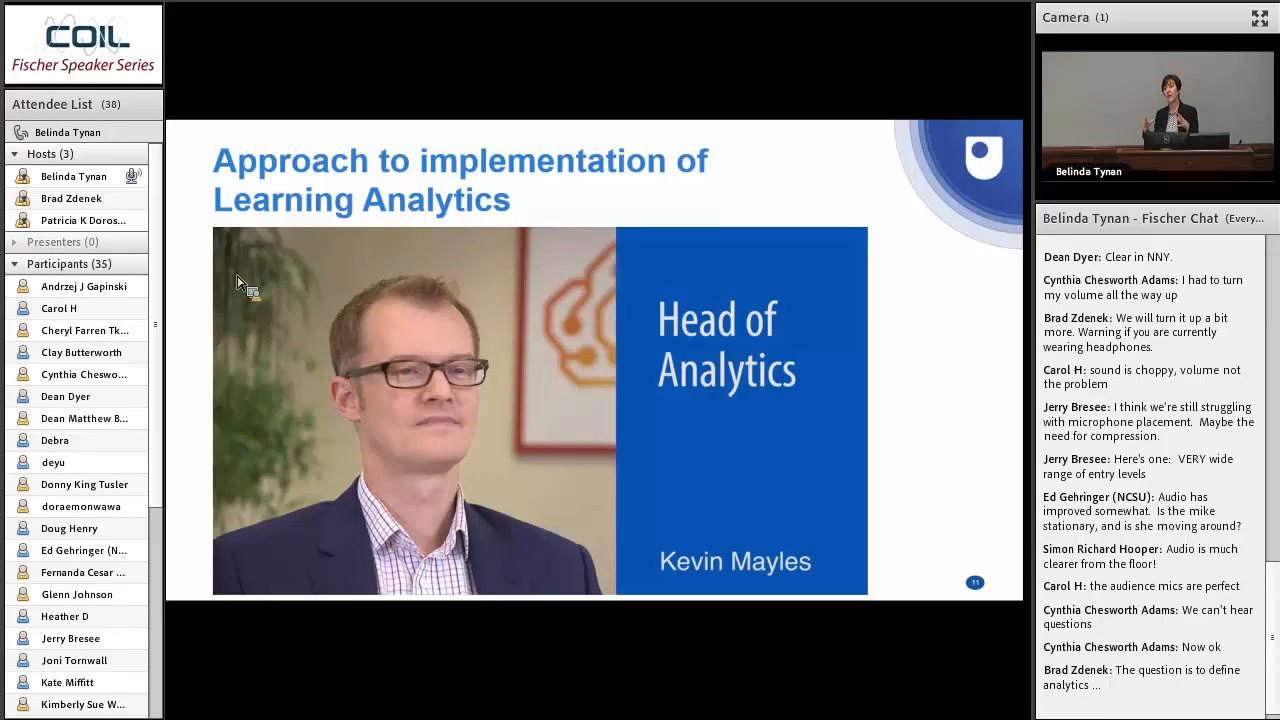 COIL
Fischer Speaker Series
Attendee List (38)
Belinda Tynan
Hosts (3)
Belinda Tynan
Brad Zdenek
Patricia K Doros...
Presenters (0)
Participants (35)
Andrzej J Gapinski
Carol H
Cheryl Farren Tk...
Clay Butterworth
Cynthia Cheswo...
Dean Dyer
Dean Matthew B...
Debra
deyu
Donny King Tusler
doraemonwawa
Doug Henry
Ed Gehringer (N...
Fernanda Cesar ...
Glenn Johnson
Heather D
Jerry Bresee
Joni Tornwall
Kate Miffitt
Kimberly Sue W...
Approach to implementation of
Learning Analytics
Head of
Analytics
Kevin Mayles
11
Camera (1)
Belinda Tynan
Belinda Tynan - Fischer Chat (Every...
Dean Dyer: Clear in NNY.
Cynthia Chesworth Adams: I had to
turn my volume all the way up
Brad Zdenek: We will turn it up a bit
more. Warning if you are currently
wearing headphones.
Carol H: sound is choppy, volume not
the problem
Jerry Bresee: I think we're still struggling
with microphone placement. Maybe the
need for compression.
Jerry Bresee: Here's one: VERY wide
range of entry levels
Ed Gehringer (NCSU): Audio has
improved somewhat. Is the mike
stationary, and is she moving around?
Simon Richard Hooper: Audio is much
clearer from the floor!
Carol H: the audience mics are perfect
Cynthia Chesworth Adams: We can't hear
questions
Cynthia Chesworth Adams: Now ok
Brad Zdenek: The question is to define
analytics ...